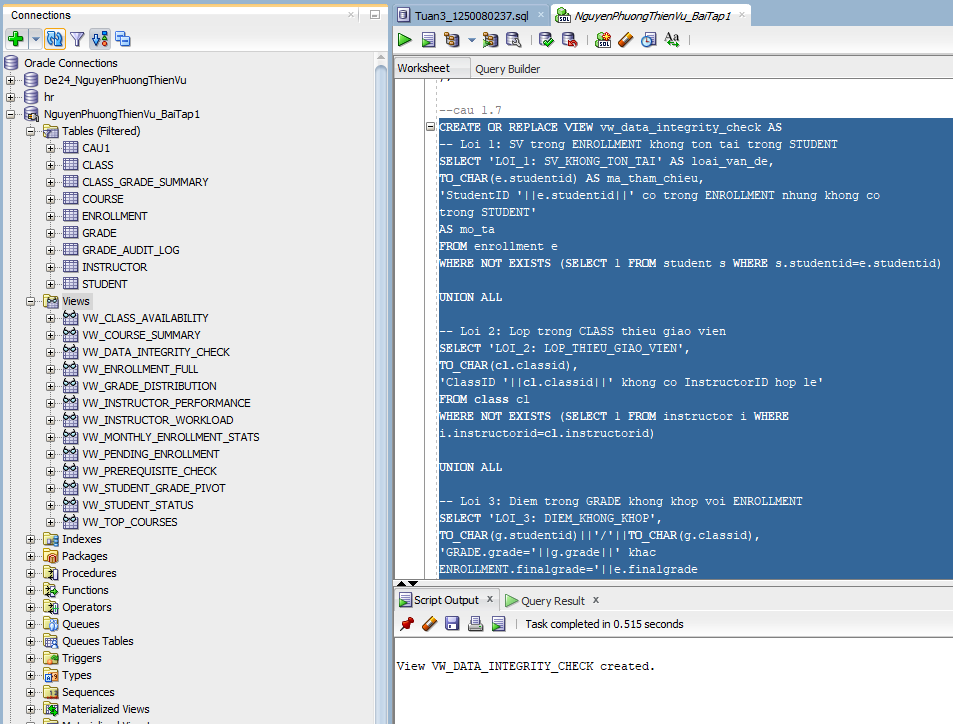 Connections
Oracle Connections
De24_NguyenPhuongThienVu
hr
NguyenPhuongThienVu_BaiTap1
Tables (Filtered)
CAU1
CLASS
CLASS_GRADE_SUMMARY
COURSE
ENROLLMENT
GRADE
GRADE_AUDIT_LOG
INSTRUCTOR
STUDENT
Views
VW_CLASS_AVAILABILITY
VW_COURSE_SUMMARY
VW_DATA_INTEGRITY_CHECK
VW_ENROLLMENT_FULL
VW_GRADE_DISTRIBUTION
VW_INSTRUCTOR_PERFORMANCE
VW_INSTRUCTOR_WORKLOAD
VW_MONTHLY_ENROLLMENT_STATS
VW_PENDING_ENROLLMENT
VW_PREREQUISITE_CHECK
VW_STUDENT_GRADE_PIVOT
VW_STUDENT_STATUS
VW_TOP_COURSES
Indexes
Packages
Procedures
Functions
Operators
Queues
Queues Tables
Triggers
Types
Sequences
Materialized Views
Tuan3_1250080237.sql
NguyenPhuongThienVu_BaiTap1
Worksheet
Query Builder
--cau 1.7
CREATE OR REPLACE VIEW vw_data_integrity_check AS
-- Loi 1: SV trong ENROLLMENT khong ton tai trong STUDENT
SELECT 'LOI_1: SV_KHONG_TON_TAI' AS loai_van_de,
TO_CHAR(e.studentid) AS ma_tham_chieu,
'StudentID '||e.studentid||' co trong ENROLLMENT nhung khong co
trong STUDENT'
AS mo_ta
FROM enrollment e
WHERE NOT EXISTS (SELECT 1 FROM student s WHERE s.studentid=e.studentid)
UNION ALL
-- Loi 2: Lop trong CLASS thieu giao vien
SELECT 'LOI_2: LOP_THIEU_GIAO_VIEN',
TO_CHAR(cl.classid),
'ClassID '||cl.classid||' khong co InstructorID hop le'
FROM class cl
WHERE NOT EXISTS (SELECT 1 FROM instructor i WHERE
i.instructorid=cl.instructorid)
UNION ALL
-- Loi 3: Diem trong GRADE khong khop voi ENROLLMENT
SELECT 'LOI_3: DIEM_KHONG_KHOP',
TO_CHAR(g.studentid)||'/'||TO_CHAR(g.classid),
'GRADE.grade='||g.grade||' khac
ENROLLMENT.finalgrade='||e.finalgrade
Script Output
Query Result
Task completed in 0.515 seconds
View VW_DATA_INTEGRITY_CHECK created.